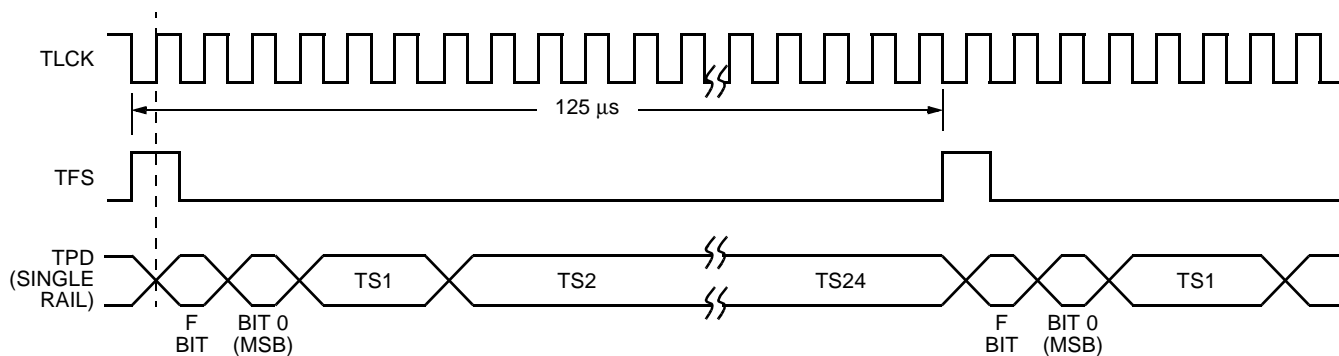 TLCK
125 μs
TFS
TPD
(SINGLE
RAIL)
TS1
TS2
TS24
TS1
F
BIT
BIT 0
(MSB)
F
BIT
BIT 0
(MSB)